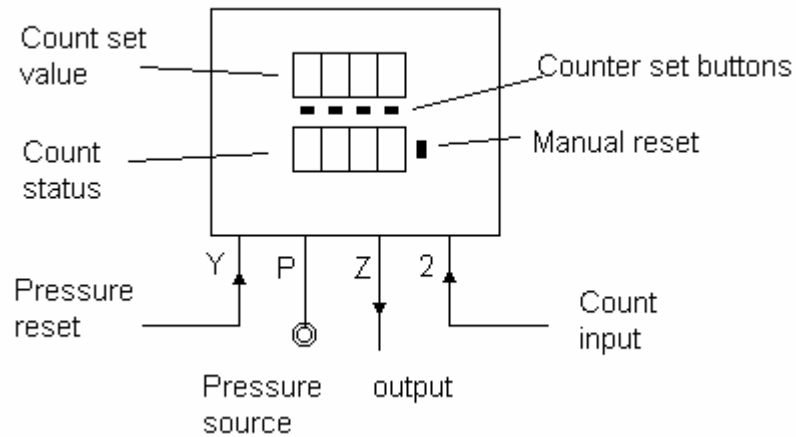 Count set
value
Counter set buttons
Manual reset
Count
status
Y
P
Z
2
Pressure
reset
Count
input
Pressure
source
output